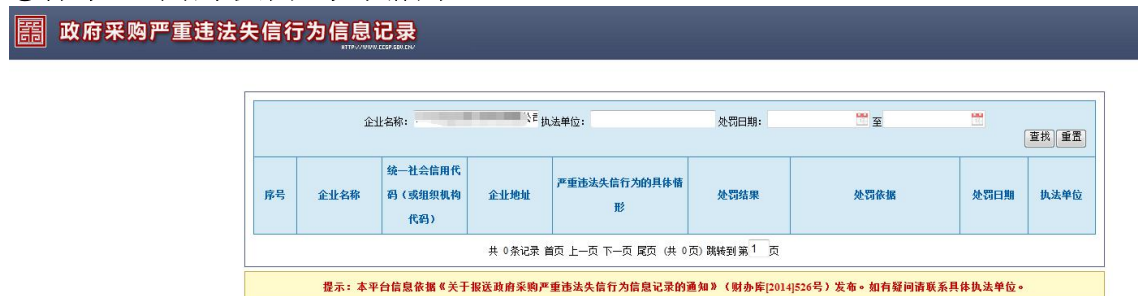 政府采购严重违法失信行为信息记录
HTTP://WWW.CCGP.GOV.CN/
企业名称: 公司 执法单位: 处罚日期: 至
查找 重置
序号 企业名称 统一社会信用代码(或组织机构代码) 企业地址 严重违法失信行为的具体情形 处罚结果 处罚依据 处罚日期 执法单位
共 0条记录 首页 上一页 下一页 尾页 (共 0页) 跳转到第 1 页
提示:本平台信息依据《关于报送政府采购严重违法失信行为信息记录的通知》(财办库[2014]526号)发布。如有疑问请联系具体执法单位。